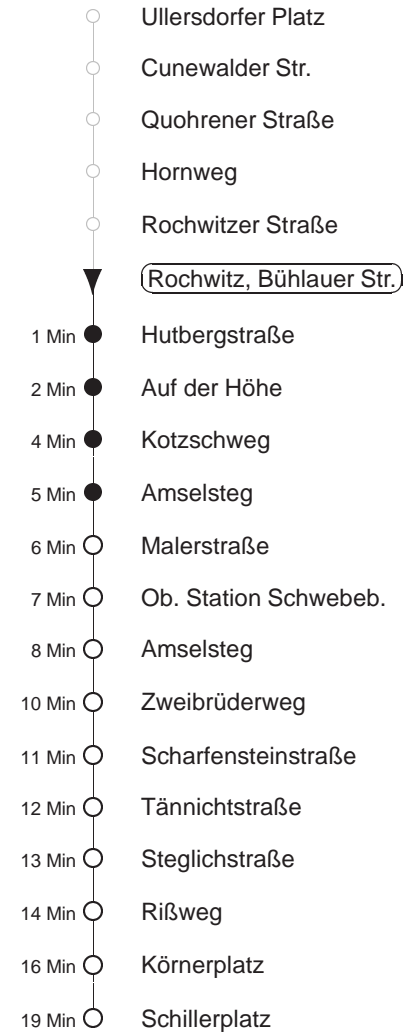 Ullersdorfer Platz
Cunewalder Str.
Quohrener Straße
Hornweg
Rochwitzer Straße
Rochwitz, Bühlauer Str.
1 Min Hutbergstraße
2 Min Auf der Höhe
4 Min Kotzschweg
5 Min Amselsteg
6 Min Malerstraße
7 Min Ob. Station Schwebeb.
8 Min Amselsteg
10 Min Zweibrüderweg
11 Min Scharfensteinstraße
12 Min Tännichtstraße
13 Min Steglichstraße
14 Min Rißweg
16 Min Körnerplatz
19 Min Schillerplatz